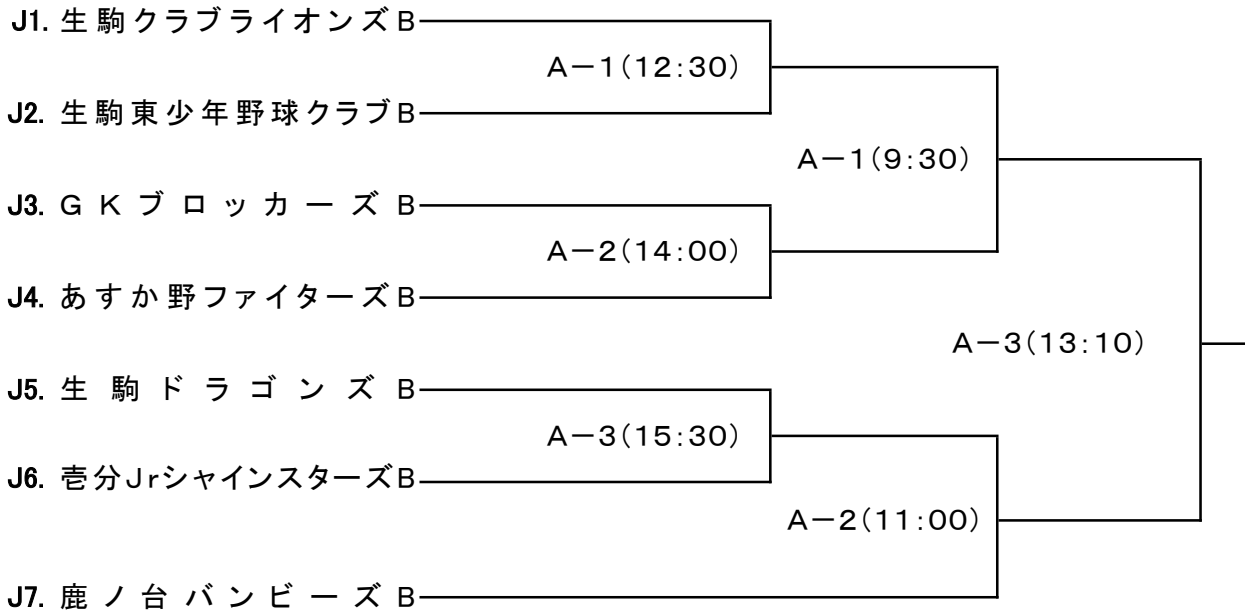 J1. 生駒クラブライオンズB
A－1(12:30)
J2. 生駒東少年野球クラブB
A－1(9:30)
J3. GKブロッカーズB
A－2(14:00)
J4. あすか野ファイターズB
A－3(13:10)
J5. 生駒ドラゴンズB
A－3(15:30)
J6. 壱分JrシャインスターズB
A－2(11:00)
J7. 鹿ノ台バンビーズB